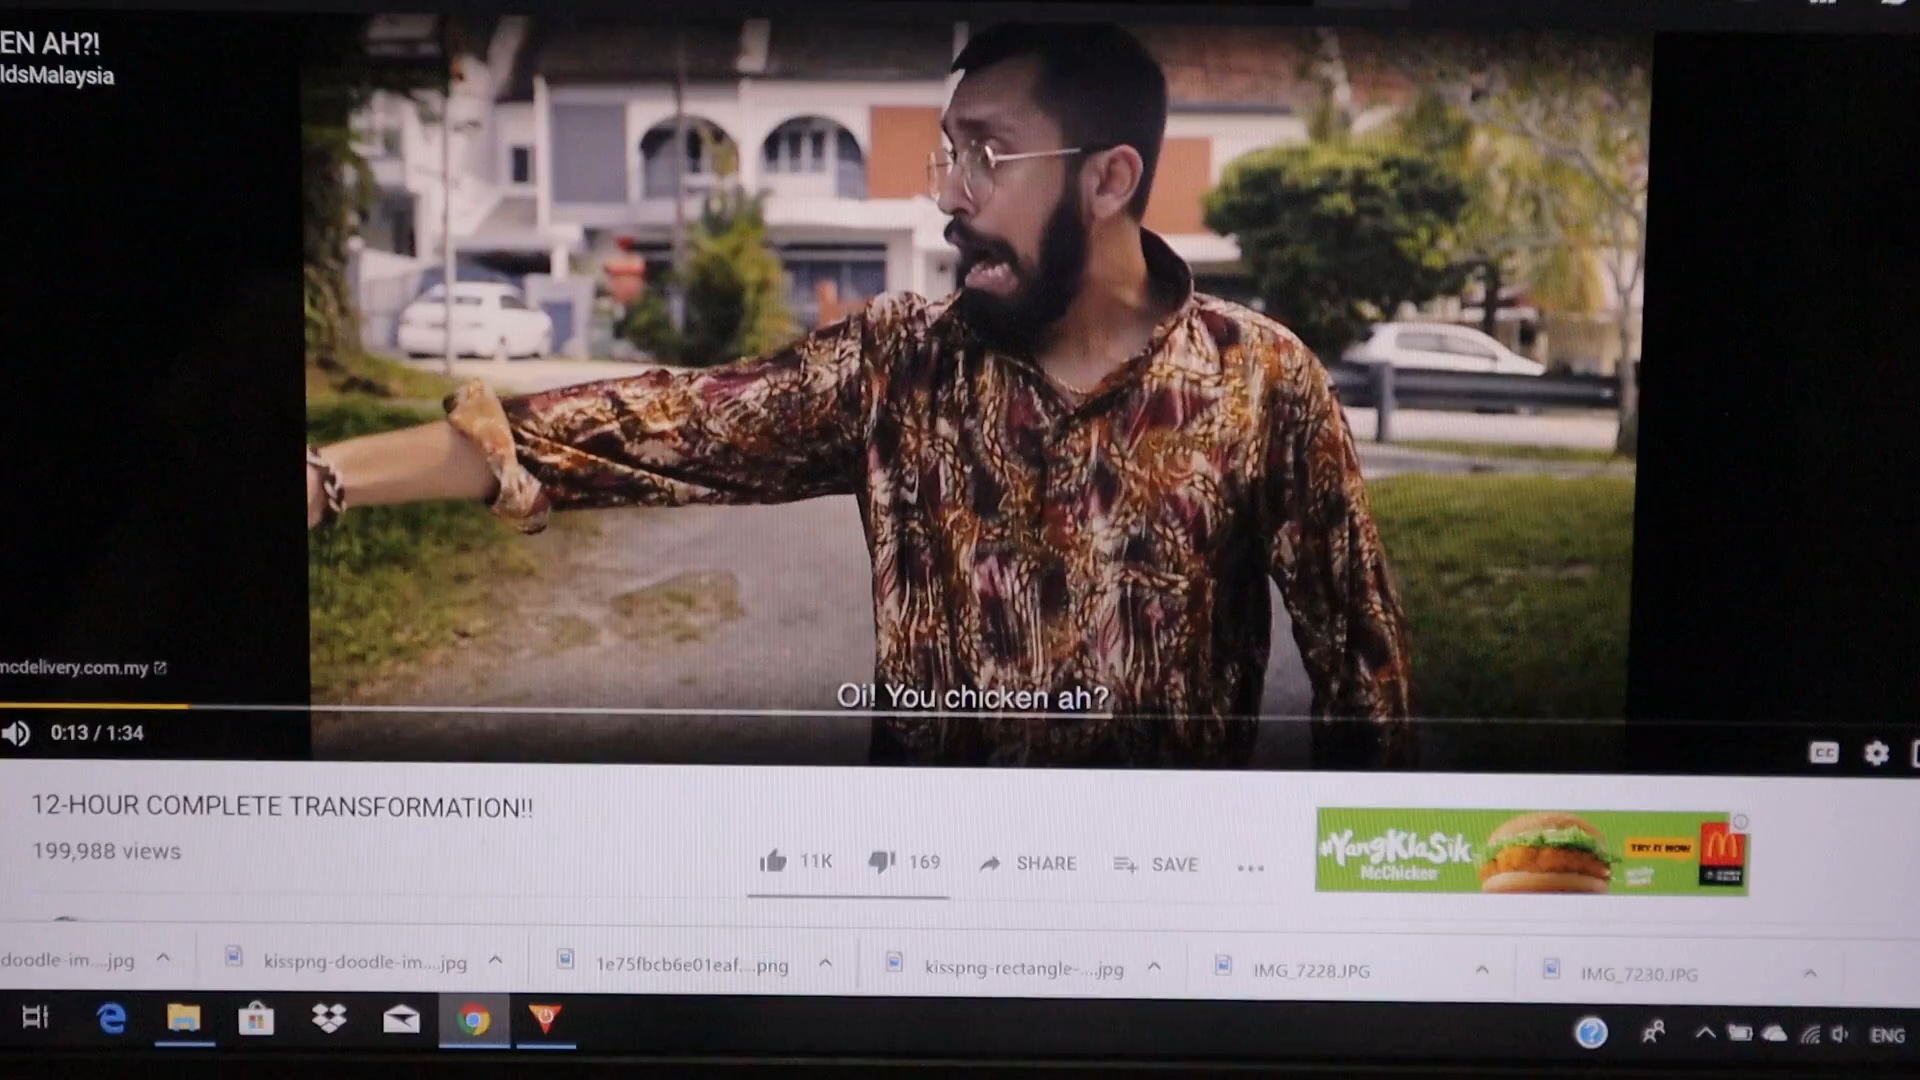 EN AH?!
ldsMalaysia
mcdelivery.com.my
Oi! You chicken ah?
0:13 / 1:34
CC
12-HOUR COMPLETE TRANSFORMATION!!
199,988 views
11K
169
SHARE
SAVE
#YangKlaSik
McChicken
TRY IT NOW
doodle-im....jpg
kisspng-doodle-im....jpg
1e75fbcb6e01eaf....png
kisspng-rectangle-....jpg
IMG_7228.JPG
IMG_7230.JPG
ENG